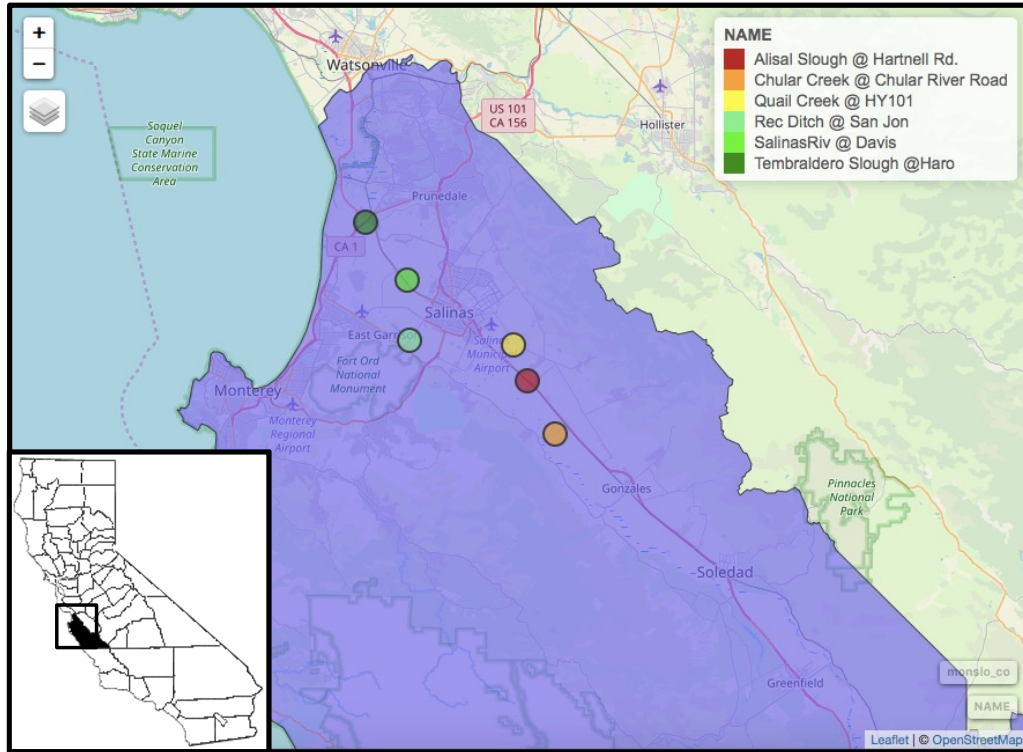 +
−
Watsonville
US 101
CA 156
Hollister
NAME
Alisal Slough @ Hartnell Rd.
Chular Creek @ Chular River Road
Quail Creek @ HY101
Rec Ditch @ San Jon
SalinasRiv @ Davis
Tembraldero Slough @Haro
Soquel
Canyon
State Marine
Conservation
Area
Prunedale
CA 1
Salinas
East
Municip
Airport
Fort Ord
National
Monument
Monterey
Monterey
Regional
Airport
Gonzales
Pinnacles
National
Park
Soledad
Greenfield
monslo_co
NAME
Leaflet | © OpenStreetMap